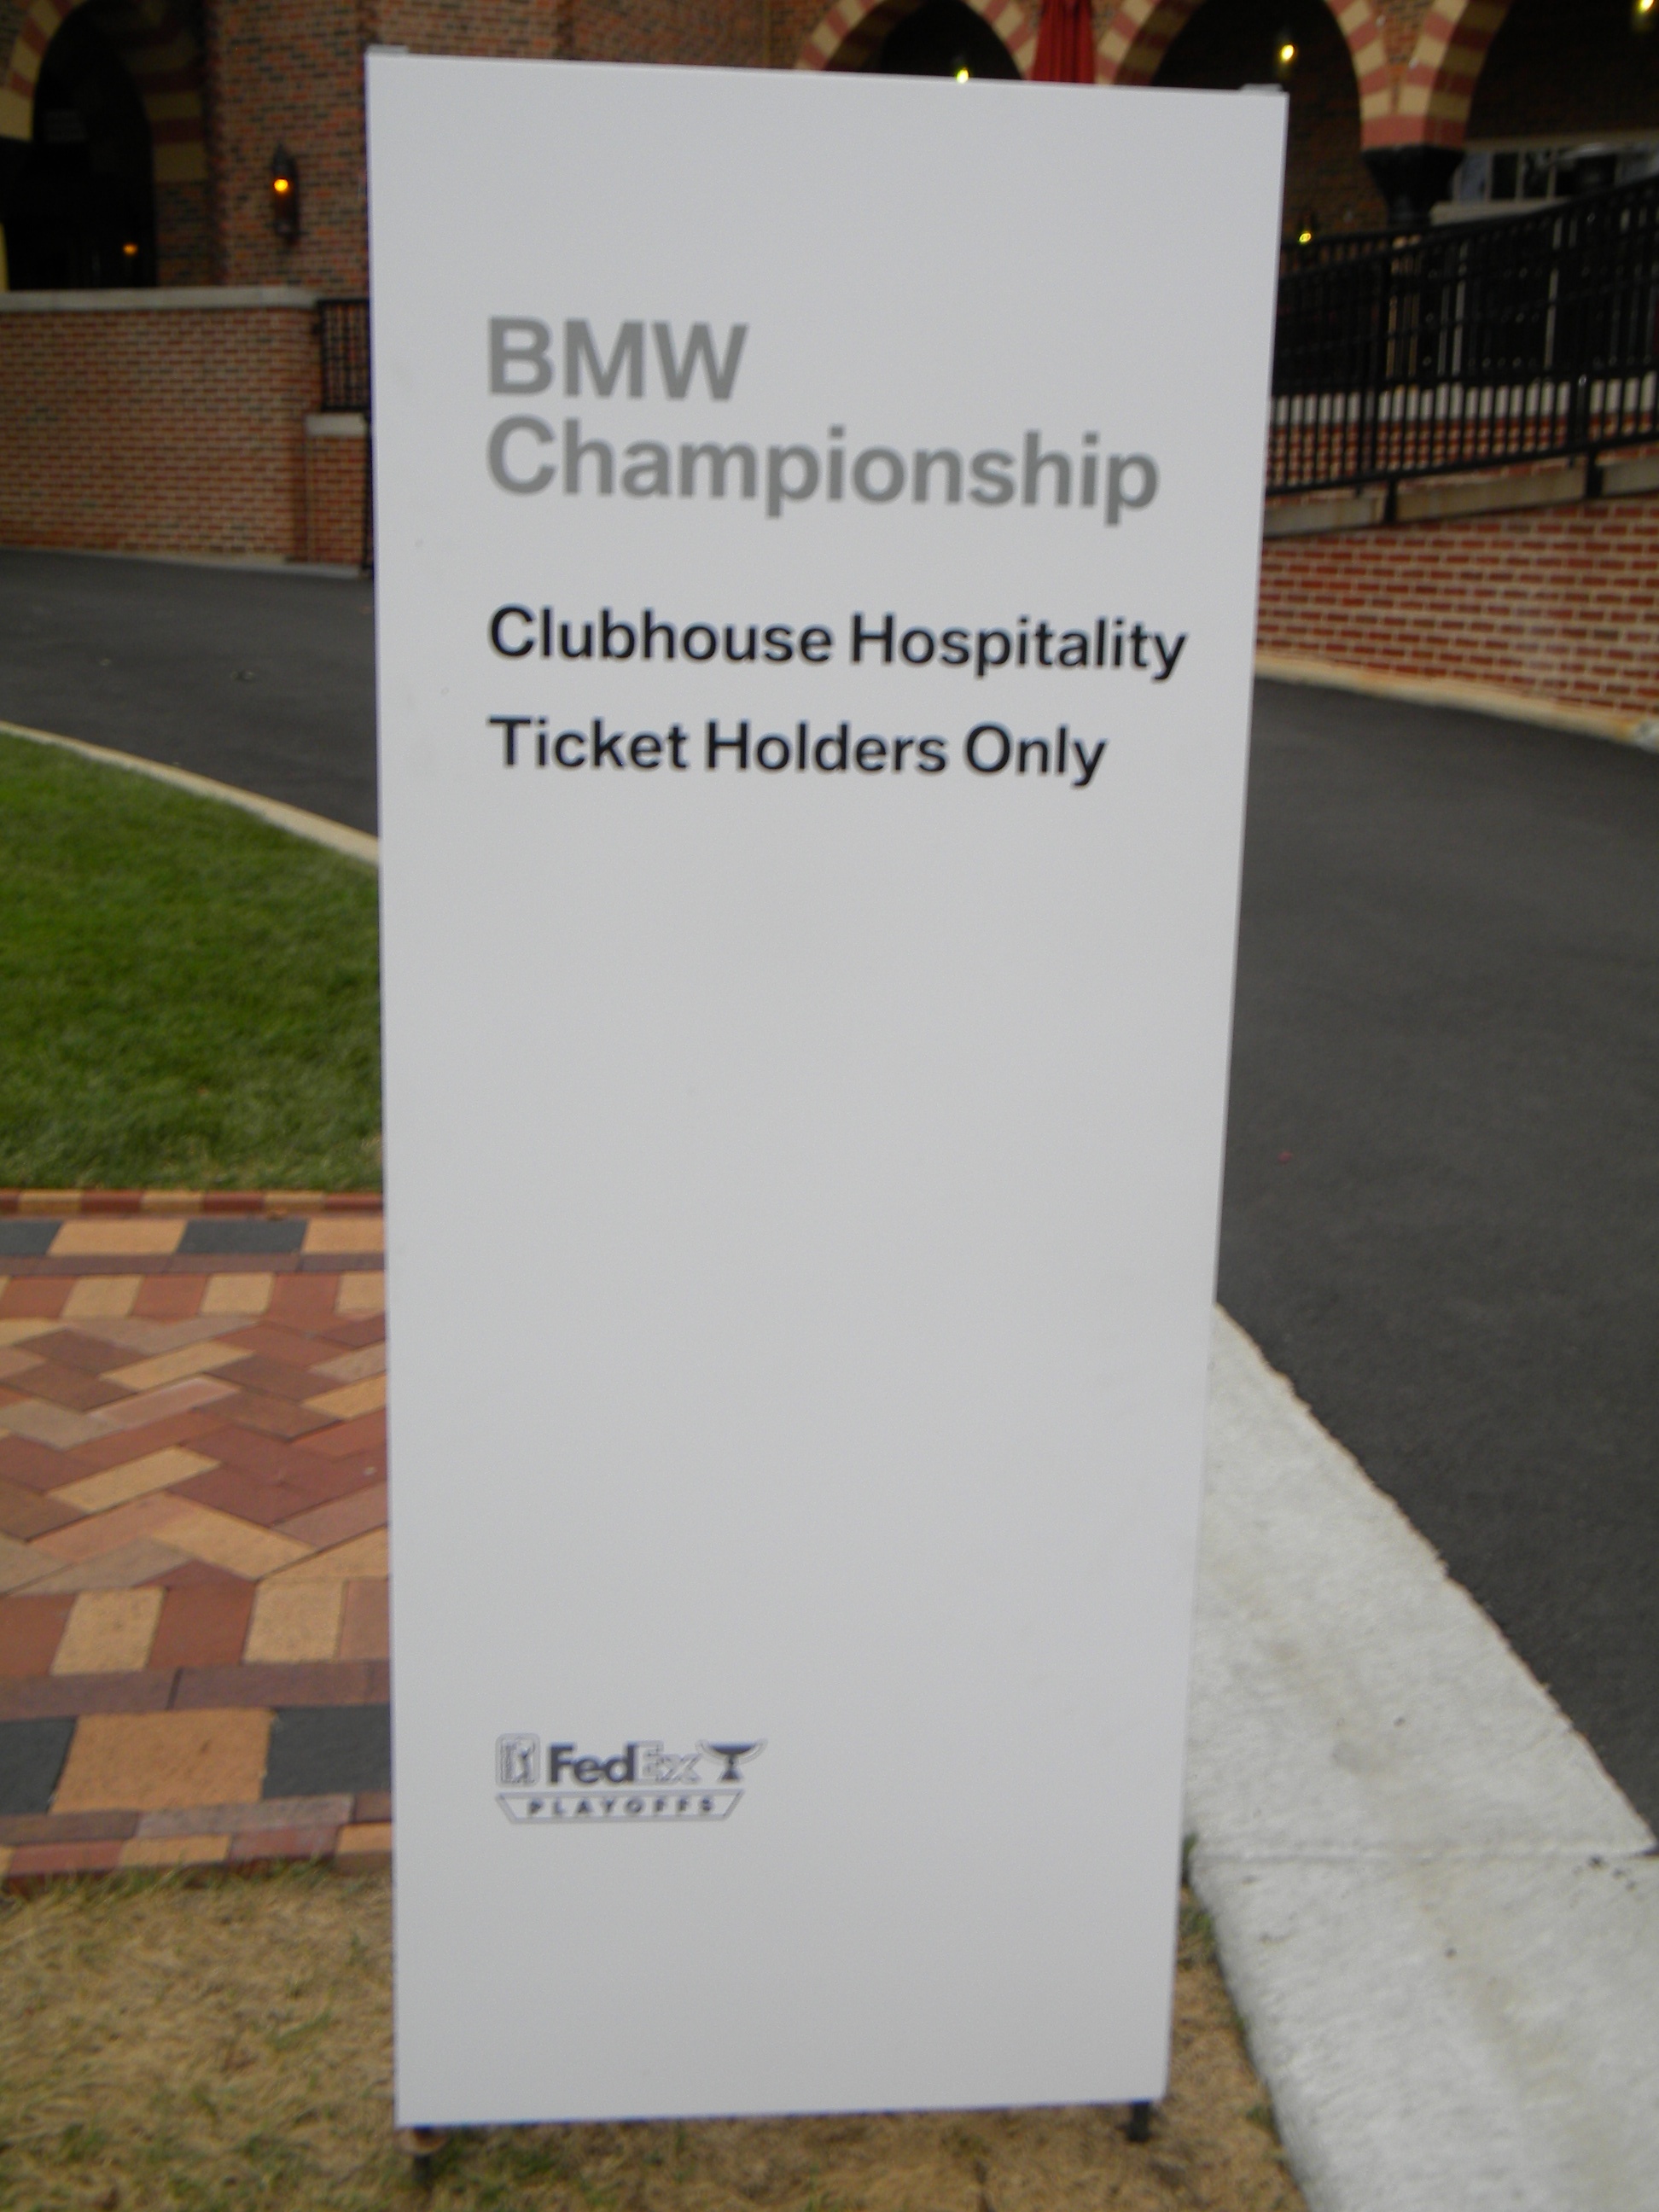 BMW
Championship
Clubhouse Hospitality
Ticket Holders Only
FedEx
PLAYOFFS